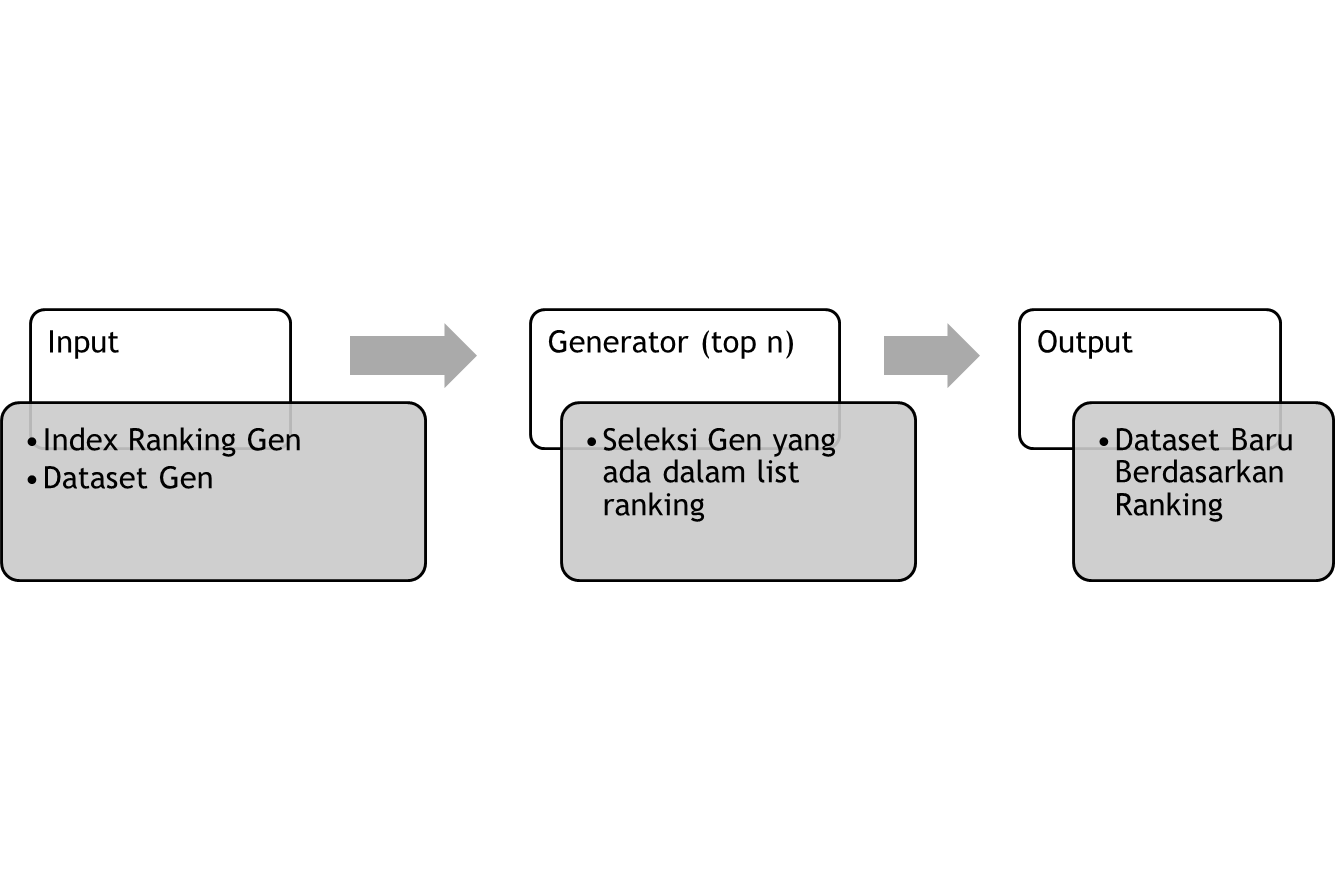 Input
•Index Ranking Gen
•Dataset Gen
Generator (top n)
•Seleksi Gen yang
ada dalam list
ranking
Output
•Dataset Baru
Berdasarkan
Ranking